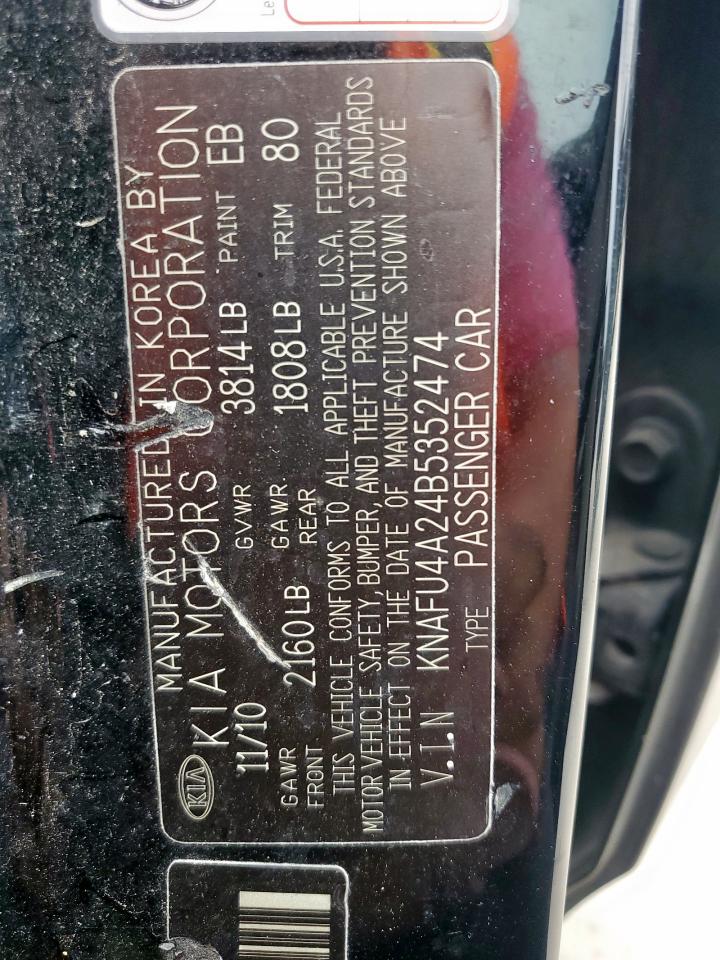 Le
MANUFACTURED IN KOREA BY
KIA KIA MOTORS CORPORATION
11/10 GVWR 3814LB PAINT EB
GAWR FRONT 2160LB GAWR REAR 1808LB TRIM 80
THIS VEHICLE CONFORMS TO ALL APPLICABLE U.S.A. FEDERAL
MOTOR VEHICLE SAFETY, BUMPER, AND THEFT PREVENTION STANDARDS
IN EFFECT ON THE DATE OF MANUFACTURE SHOWN ABOVE
V.I.N KNAFU4A24B5352474
TYPE PASSENGER CAR